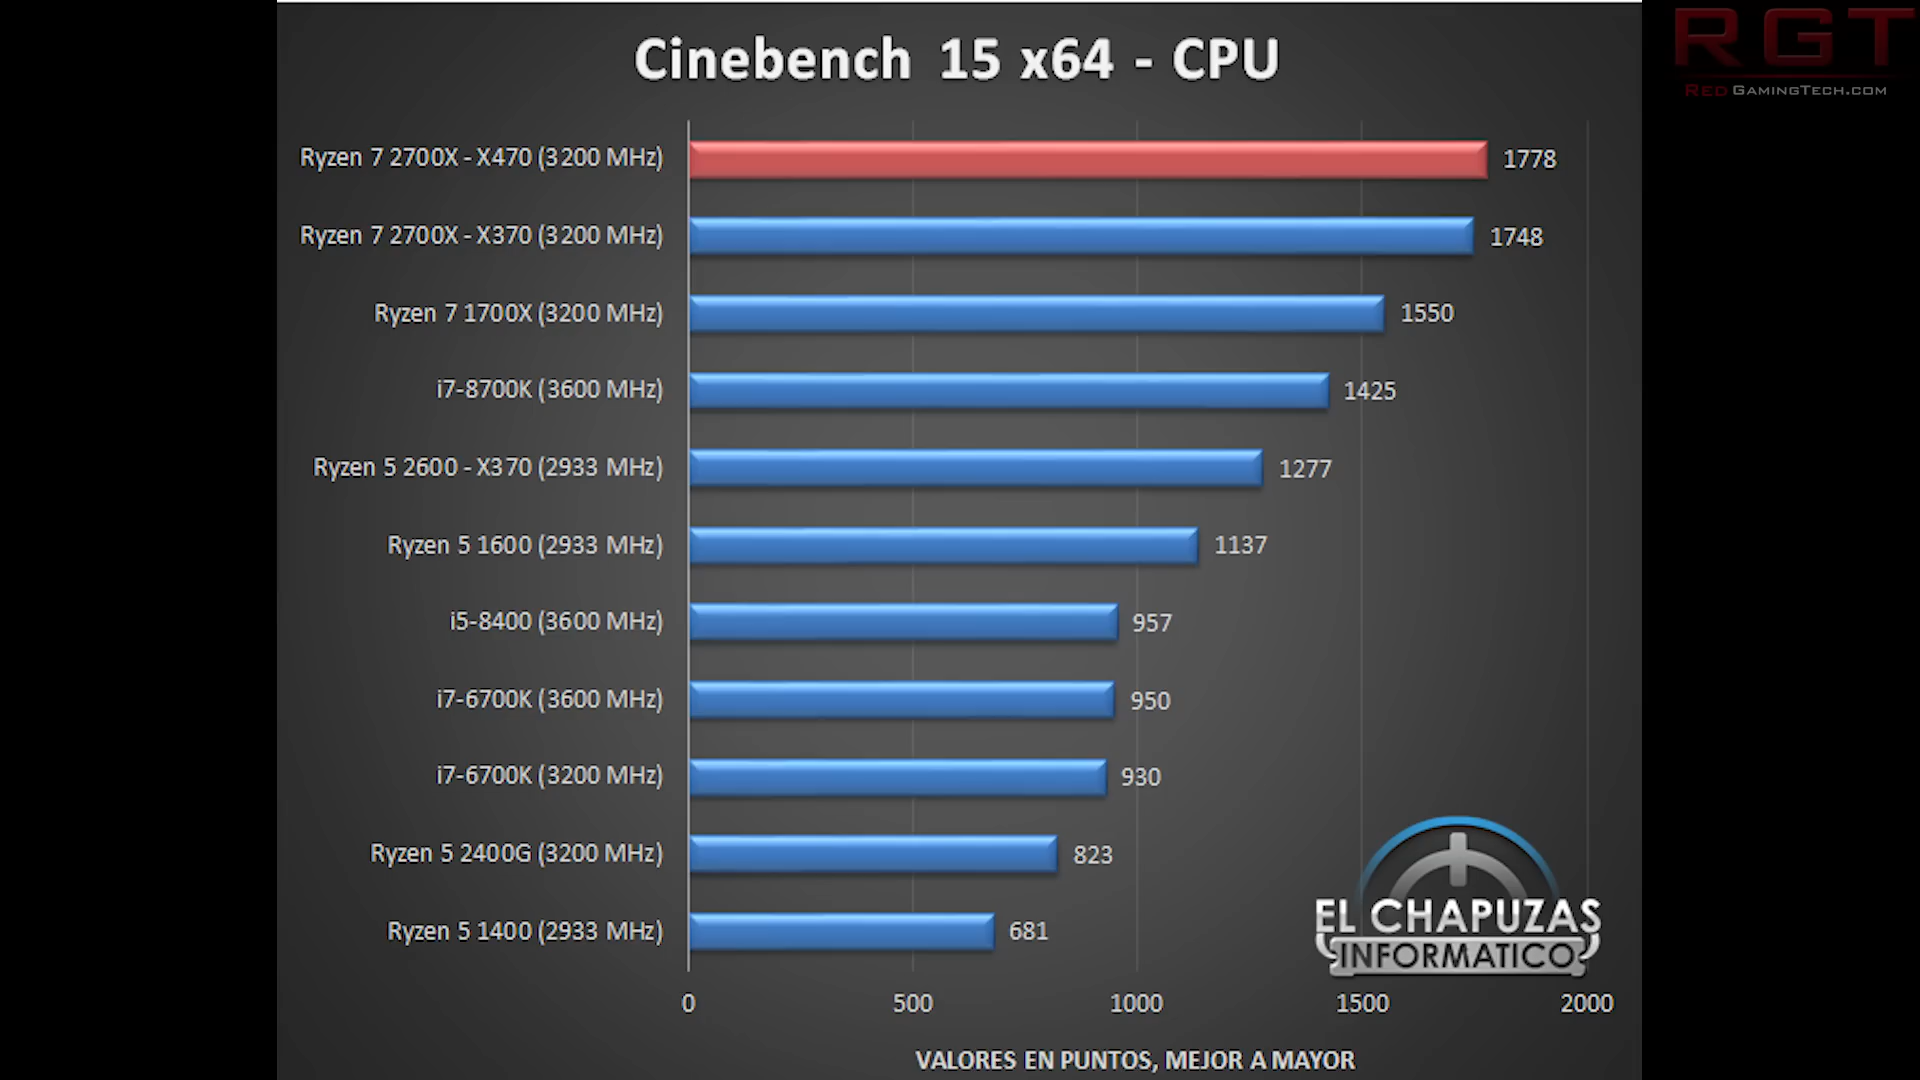 RGT
RED GAMINGTECH.COM
Cinebench 15 x64 - CPU
Ryzen 7 2700X - X470 (3200 MHz) 1778
Ryzen 7 2700X - X370 (3200 MHz) 1748
Ryzen 7 1700X (3200 MHz) 1550
i7-8700K (3600 MHz) 1425
Ryzen 5 2600 - X370 (2933 MHz) 1277
Ryzen 5 1600 (2933 MHz) 1137
i5-8400 (3600 MHz) 957
i7-6700K (3600 MHz) 950
i7-6700K (3200 MHz) 930
Ryzen 5 2400G (3200 MHz) 823
Ryzen 5 1400 (2933 MHz) 681
EL CHAPUZAS
INFORMATICO
0 500 1000 1500 2000
VALORES EN PUNTOS, MEJOR A MAYOR